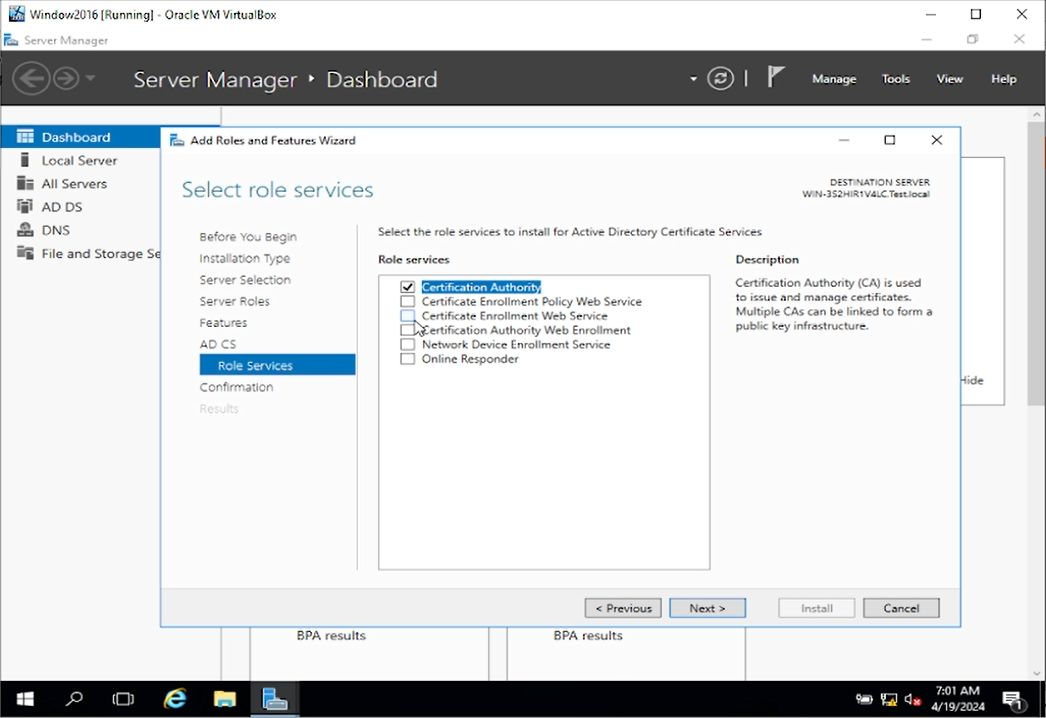 Window2016 [Running] - Oracle VM VirtualBox
Server Manager
Server Manager ‣ Dashboard
Manage
Tools
View
Help
Dashboard
Local Server
All Servers
AD DS
DNS
File and Storage Se
Add Roles and Features Wizard
Select role services
DESTINATION SERVER
WIN-3S2HIR1V4LC.Test.local
Before You Begin
Installation Type
Server Selection
Server Roles
Features
AD CS
Role Services
Confirmation
Results
Select the role services to install for Active Directory Certificate Services
Role services
Certification Authority
Certificate Enrollment Policy Web Service
Certificate Enrollment Web Service
Certification Authority Web Enrollment
Network Device Enrollment Service
Online Responder
Description
Certification Authority (CA) is used
to issue and manage certificates.
Multiple CAs can be linked to form a
public key infrastructure.
Hide
< Previous
Next >
Install
Cancel
BPA results
BPA results
7:01 AM
4/19/2024
1